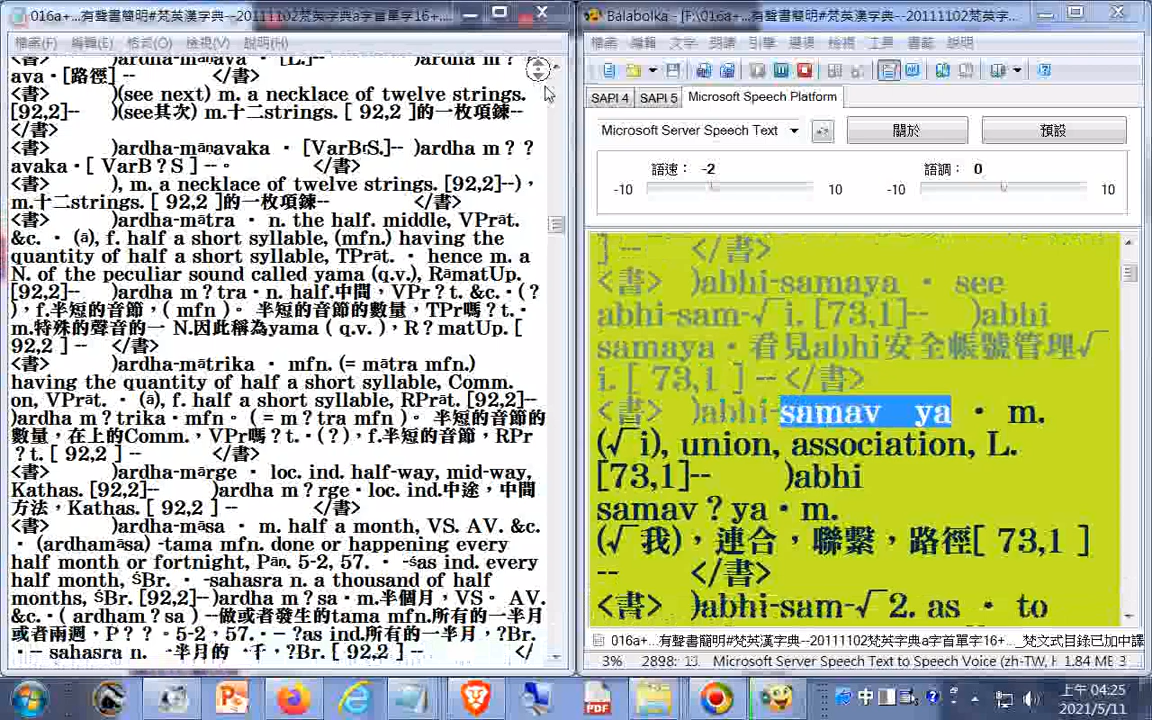 016a+...有聲書簡明#梵英漢字典--20111102梵英字典a字首單字16+...
檔案(F) 編輯(E) 格式(O) 檢視(V) 說明(H)
ava·[路徑] -- </書>
<書> )(see next) m. a necklace of twelve strings.
[92,2]-- )(see其次) m.十二strings. [ 92,2 ]的一枚項鍊--
</書>
<書> )ardha-māṇavaka · [VarBṛS.]-- )ardha m ? ?
avaka·[ VarB ? S ] --。 </書>
<書> ), m. a necklace of twelve strings. [92,2]--)，
m.十二strings. [ 92,2 ]的一枚項鍊-- </書>
<書> )ardha-mātra · n. the half. middle, VPrāt.
&c. · (ā), f. half a short syllable, (mfn.) having the
quantity of half a short syllable, TPrāt. · hence m. a
N. of the peculiar sound called yama (q.v.), RāmatUp.
[92,2]-- )ardha m ? tra·n. half.中間，VPr ? t. &c.·(?
)，f.半短的音節，( mfn )。 半短的音節的數量，TPr嗎？t.·
m.特殊的聲音的一 N.因此稱為yama ( q.v.)，R ? matUp. [
92,2 ] -- </書>
<書> )ardha-mātrika · mfn. (= mātra mfn.)
having the quantity of half a short syllable, Comm.
on, VPrāt. · (ā), f. half a short syllable, RPrāt. [92,2]--
)ardha m ? trika·mfn。 ( = m ? tra mfn )。 半短的音節的
數量，在上的Comm.，VPr嗎？t.·(?)，f.半短的音節，RPr
? t. [ 92,2 ] -- </書>
<書> )ardha-mārge · loc. ind. half-way, mid-way,
Kathas. [92,2]-- )ardha m ? rge·loc. ind.中途，中間
方法，Kathas. [ 92,2 ] -- </書>
<書> )ardha-māsa · m. half a month, VS. AV. &c.
· (ardhamāsa) -tama mfn. done or happening every
half month or fortnight, Pāṇ. 5-2, 57. · -śas ind. every
half month, ŚBr. · -sahasra n. a thousand of half
months, ŚBr. [92,2]-- )ardha m ? sa·m.半個月，VS。 AV.
&c.·( ardham ? sa ) --做或者發生的tama mfn.所有的一半月
或者兩週，P ? ?。5-2，57.·– ? as ind.所有的一半月，?Br.
·-- sahasra n. 一半月的一千，?Br. [ 92,2 ] -- </
Balabolka - [F:\016a+...有聲書簡明#梵英漢字典--20111102梵英字...
檔案 編輯 文字 朗讀 引擎 選項 檢視 工具 書籤 說明
SAPI 4 SAPI 5 Microsoft Speech Platform
Microsoft Server Speech Text 關於 預設
語速： -2 語調： 0
-10 10 -10 10
] -- </書>
<書> )abhi-samaya · see
abhi-sam-√ i. [73,1]-- )abhi
samaya·看見abhi安全帳號管理√
i. [ 73,1 ] -- </書>
<書> )abhi-samav ya · m.
(√ i), union, association, L.
[73,1]-- )abhi
samav ? ya·m.
(√ 我)，連合，聯繫，路徑[ 73,1 ]
-- </書>
<書> )abhi-sam-√ 2. as · to
016a+...有聲書簡明#梵英漢字典--20111102梵英字典a字首單字16+..._梵文式目錄已加中譯
3% 2898: Microsoft Server Speech Text to Speech Voice (zh-TW, H 1.84 MB 3
中 上午 04:25
2021/5/11